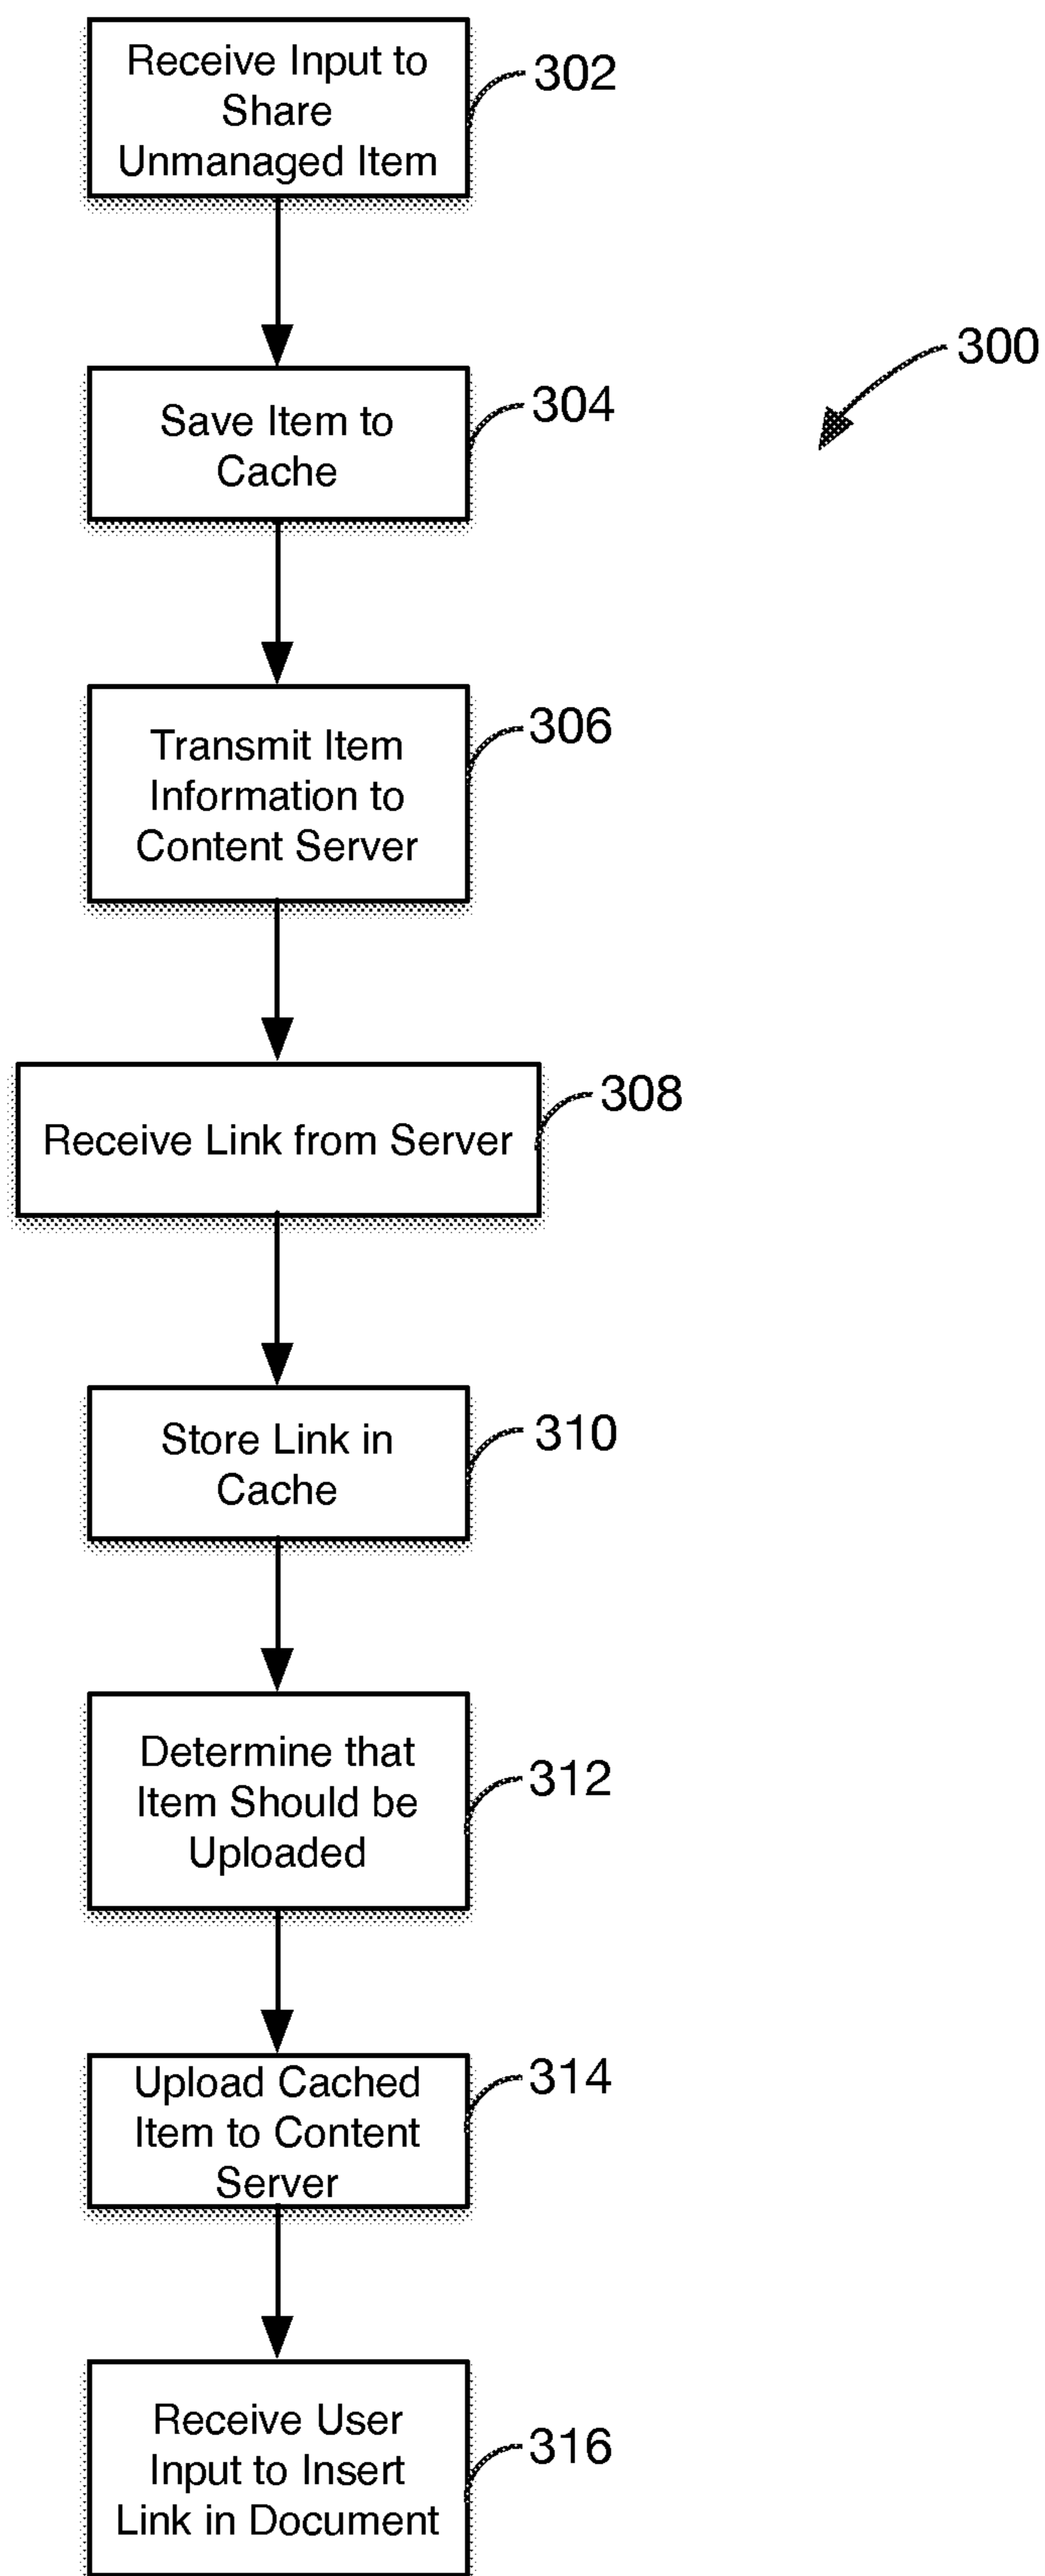 Receive Input to
Share
Unmanaged Item
302
300
Save Item to
Cache
304
Transmit Item
Information to
Content Server
306
Receive Link from Server
308
Store Link in
Cache
310
Determine that
Item Should be
Uploaded
312
Upload Cached
Item to Content
Server
314
Receive User
Input to Insert
Link in Document
316